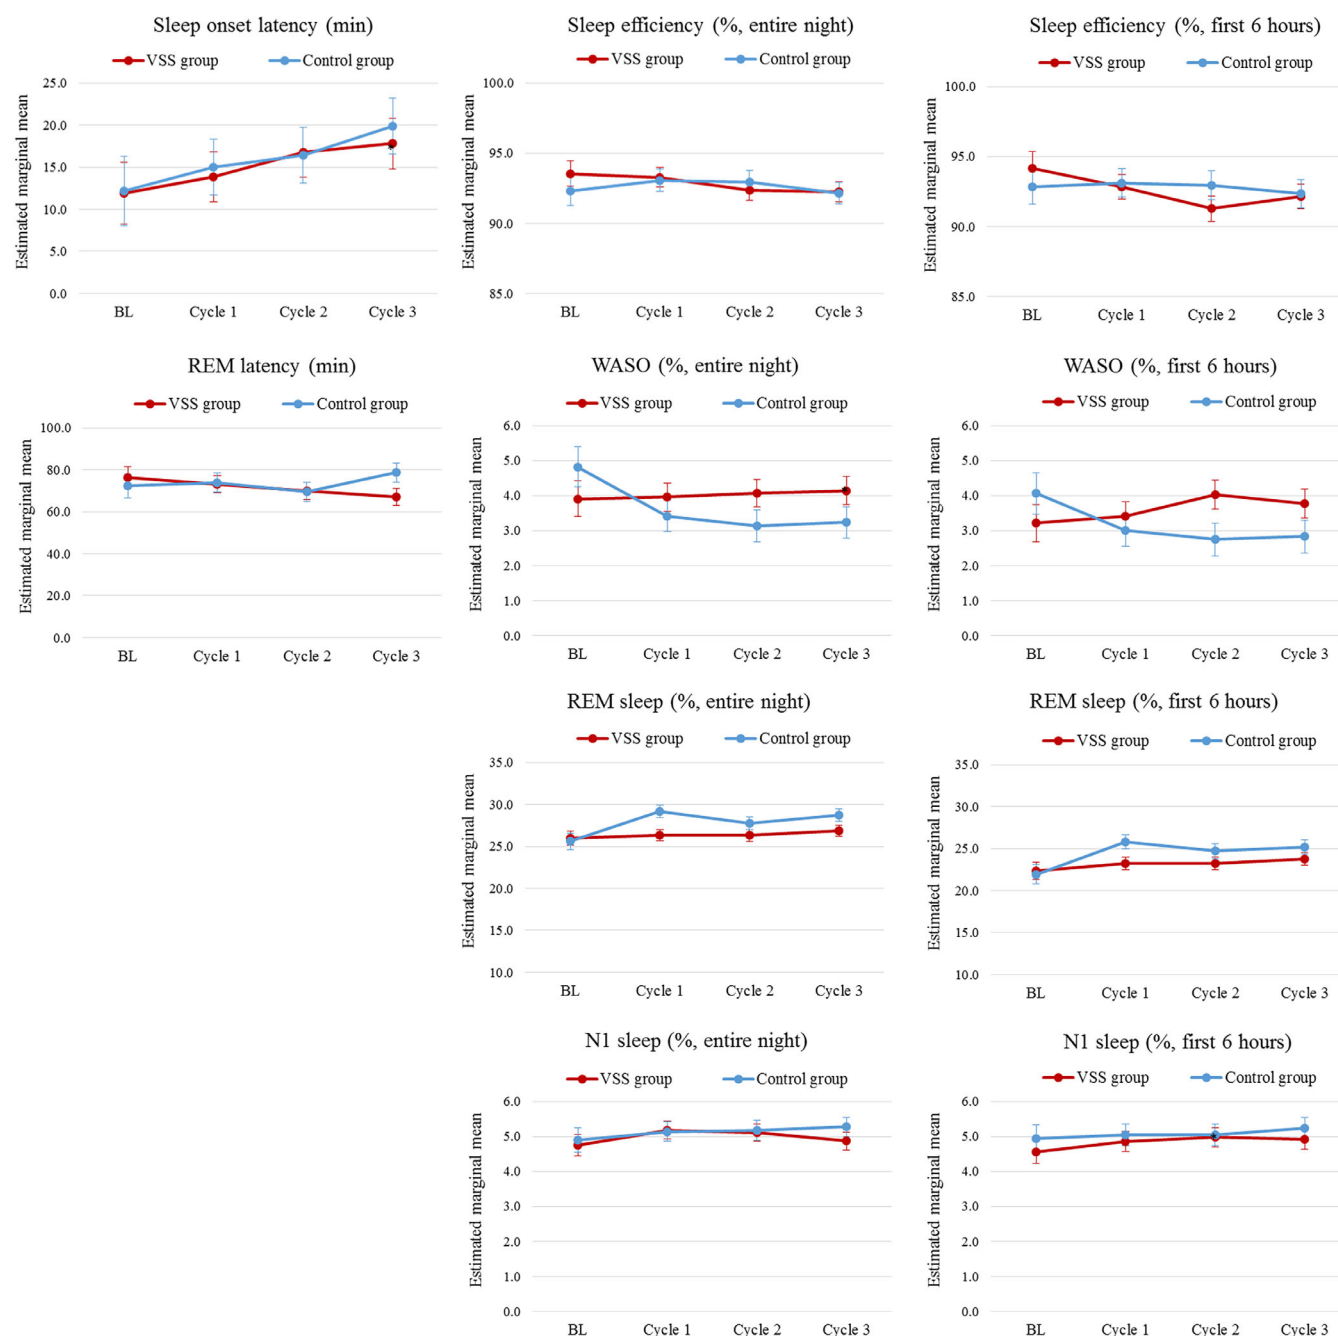 Sleep onset latency (min)
VSS group Control group
Estimated marginal mean
25.0
20.0
15.0
10.0
5.0
0.0
BL Cycle 1 Cycle 2 Cycle 3
Sleep efficiency (%, entire night)
VSS group Control group
Estimated marginal mean
100.0
95.0
90.0
85.0
BL Cycle 1 Cycle 2 Cycle 3
Sleep efficiency (%, first 6 hours)
VSS group Control group
Estimated marginal mean
100.0
95.0
90.0
85.0
BL Cycle 1 Cycle 2 Cycle 3
REM latency (min)
VSS group Control group
Estimated marginal mean
100.0
80.0
60.0
40.0
20.0
0.0
BL Cycle 1 Cycle 2 Cycle 3
WASO (%, entire night)
VSS group Control group
Estimated marginal mean
6.0
5.0
4.0
3.0
2.0
1.0
0.0
BL Cycle 1 Cycle 2 Cycle 3
WASO (%, first 6 hours)
VSS group Control group
Estimated marginal mean
6.0
5.0
4.0
3.0
2.0
1.0
0.0
BL Cycle 1 Cycle 2 Cycle 3
REM sleep (%, entire night)
VSS group Control group
Estimated marginal mean
35.0
30.0
25.0
20.0
15.0
10.0
BL Cycle 1 Cycle 2 Cycle 3
REM sleep (%, first 6 hours)
VSS group Control group
Estimated marginal mean
35.0
30.0
25.0
20.0
15.0
10.0
BL Cycle 1 Cycle 2 Cycle 3
N1 sleep (%, entire night)
VSS group Control group
Estimated marginal mean
6.0
5.0
4.0
3.0
2.0
1.0
0.0
BL Cycle 1 Cycle 2 Cycle 3
N1 sleep (%, first 6 hours)
VSS group Control group
Estimated marginal mean
6.0
5.0
4.0
3.0
2.0
1.0
0.0
BL Cycle 1 Cycle 2 Cycle 3